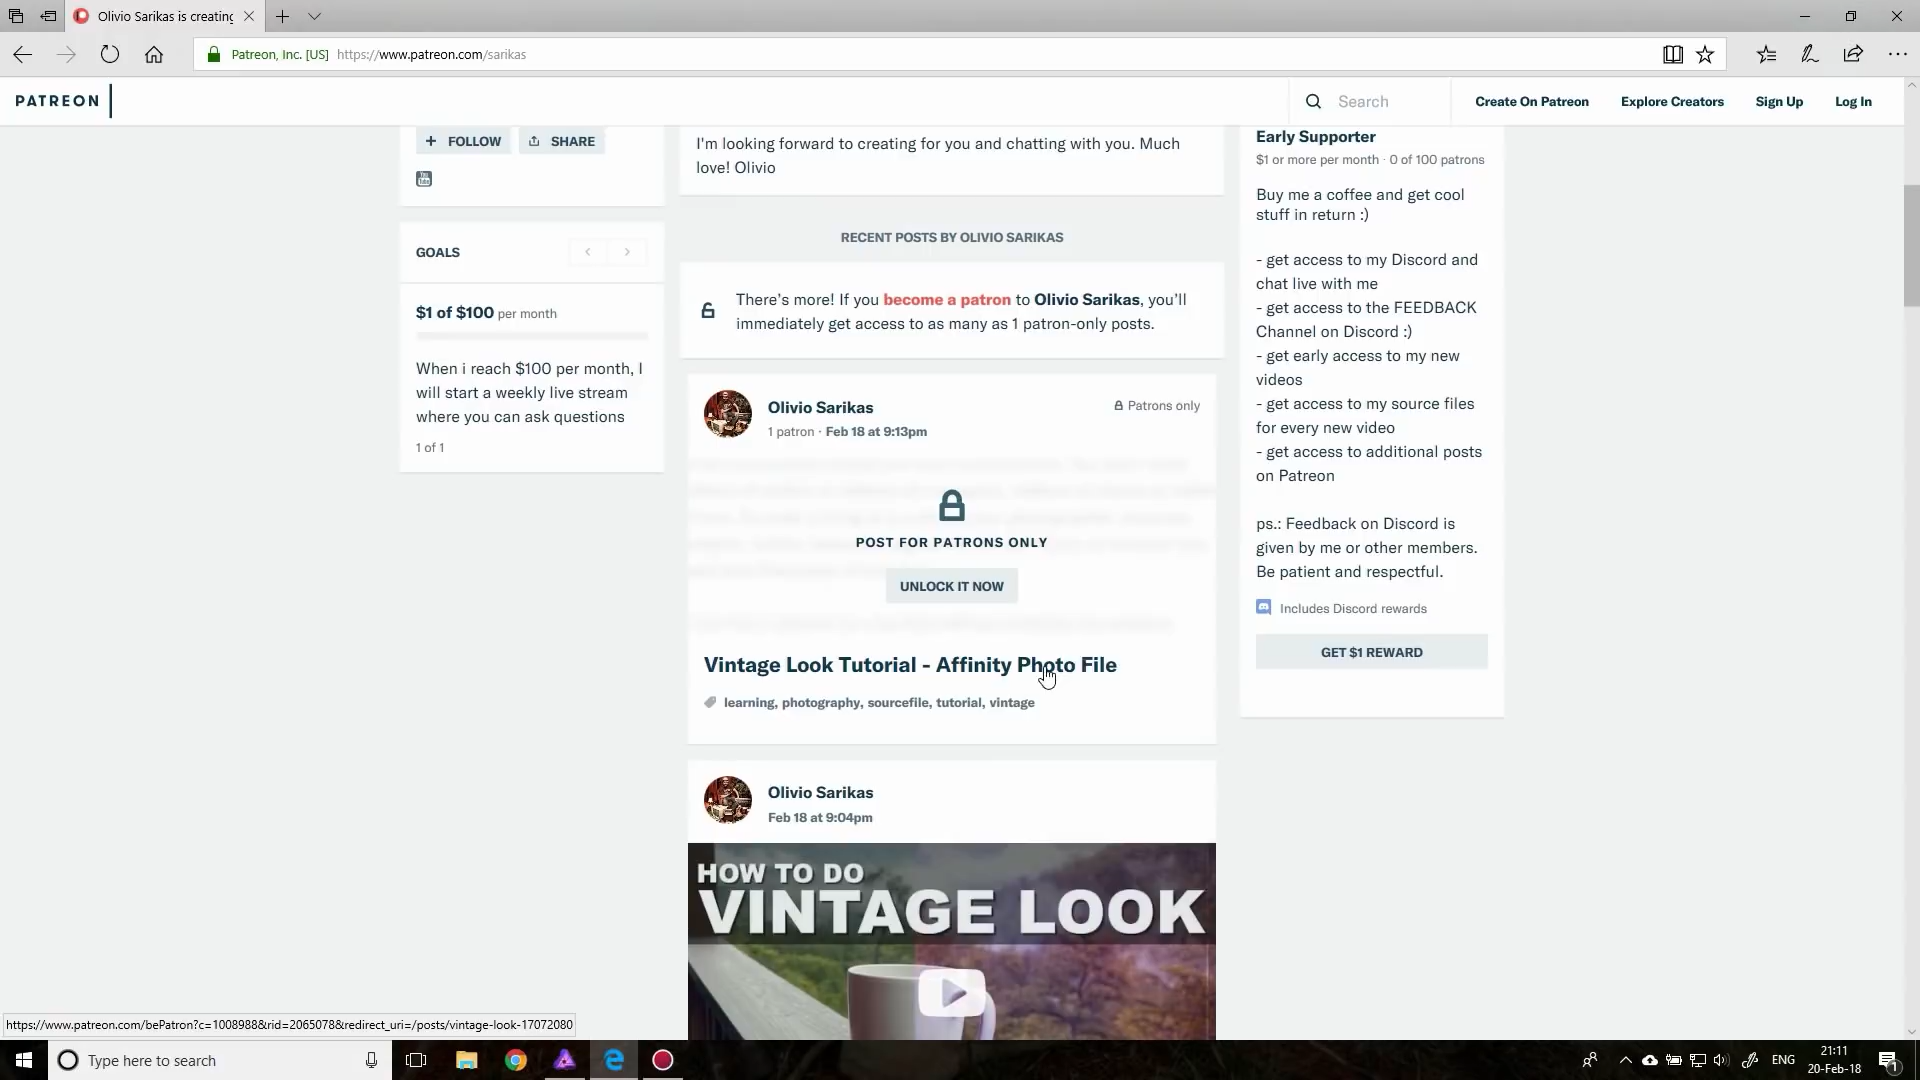 Olivio Sarikas is creating
Patreon, Inc. [US] https://www.patreon.com/sarikas
PATREON
Search
Create On Patreon
Explore Creators
Sign Up
Log In
FOLLOW
SHARE
You
Tube
GOALS
$1 of $100 per month
When i reach $100 per month, I
will start a weekly live stream
where you can ask questions
1 of 1
I'm looking forward to creating for you and chatting with you. Much
love! Olivio
RECENT POSTS BY OLIVIO SARIKAS
There's more! If you become a patron to Olivio Sarikas, you'll
immediately get access to as many as 1 patron-only posts.
Olivio Sarikas
Patrons only
1 patron · Feb 18 at 9:13pm
POST FOR PATRONS ONLY
UNLOCK IT NOW
Vintage Look Tutorial - Affinity Photo File
learning, photography, sourcefile, tutorial, vintage
Olivio Sarikas
Feb 18 at 9:04pm
HOW TO DO
VINTAGE LOOK
Early Supporter
$1 or more per month · 0 of 100 patrons
Buy me a coffee and get cool
stuff in return :)
- get access to my Discord and
chat live with me
- get access to the FEEDBACK
Channel on Discord :)
- get early access to my new
videos
- get access to my source files
for every new video
- get access to additional posts
on Patreon
ps.: Feedback on Discord is
given by me or other members.
Be patient and respectful.
Includes Discord rewards
GET $1 REWARD
https://www.patreon.com/bePatron?c=1008988&rid=2065078&redirect_uri=/posts/vintage-look-17072080
Type here to search
ENG
21:11
20-Feb-18
1